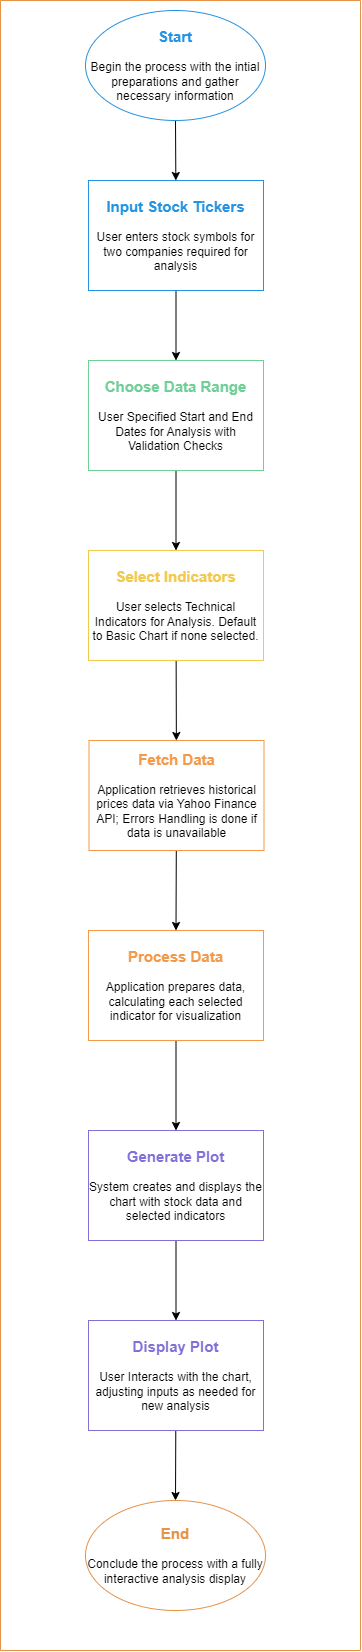 Start
Begin the process with the intial
preparations and gather
necessary information
Input Stock Tickers
User enters stock symbols for
two companies required for
analysis
Choose Data Range
User Specified Start and End
Dates for Analysis with
Validation Checks
Select Indicators
User selects Technical
Indicators for Analysis. Default
to Basic Chart if none selected.
Fetch Data
Application retrieves historical
prices data via Yahoo Finance
API; Errors Handling is done if
data is unavailable
Process Data
Application prepares data,
calculating each selected
indicator for visualization
Generate Plot
System creates and displays the
chart with stock data and
selected indicators
Display Plot
User Interacts with the chart,
adjusting inputs as needed for
new analysis
End
Conclude the process with a fully
interactive analysis display